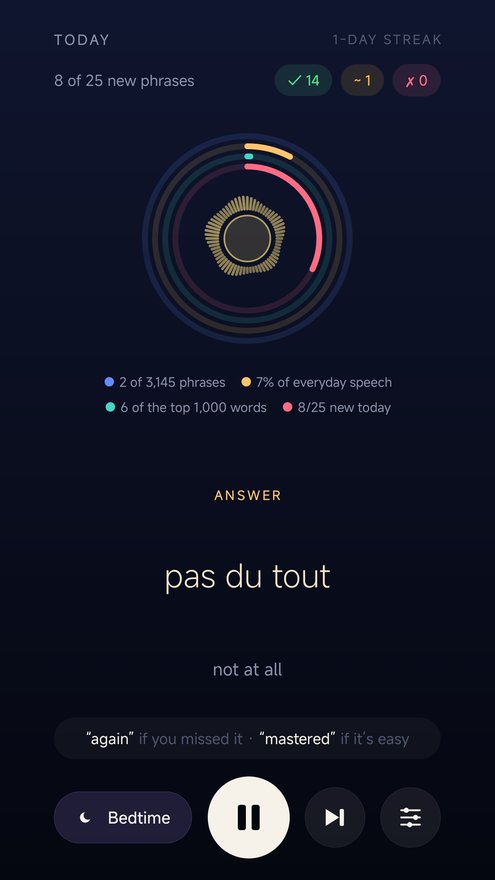 TODAY 1-DAY STREAK
8 of 25 new phrases ✓ 14 ~ 1 ✗ 0
2 of 3,145 phrases 7% of everyday speech
6 of the top 1,000 words 8/25 new today
ANSWER
pas du tout
not at all
“again” if you missed it · “mastered” if it’s easy
Bedtime